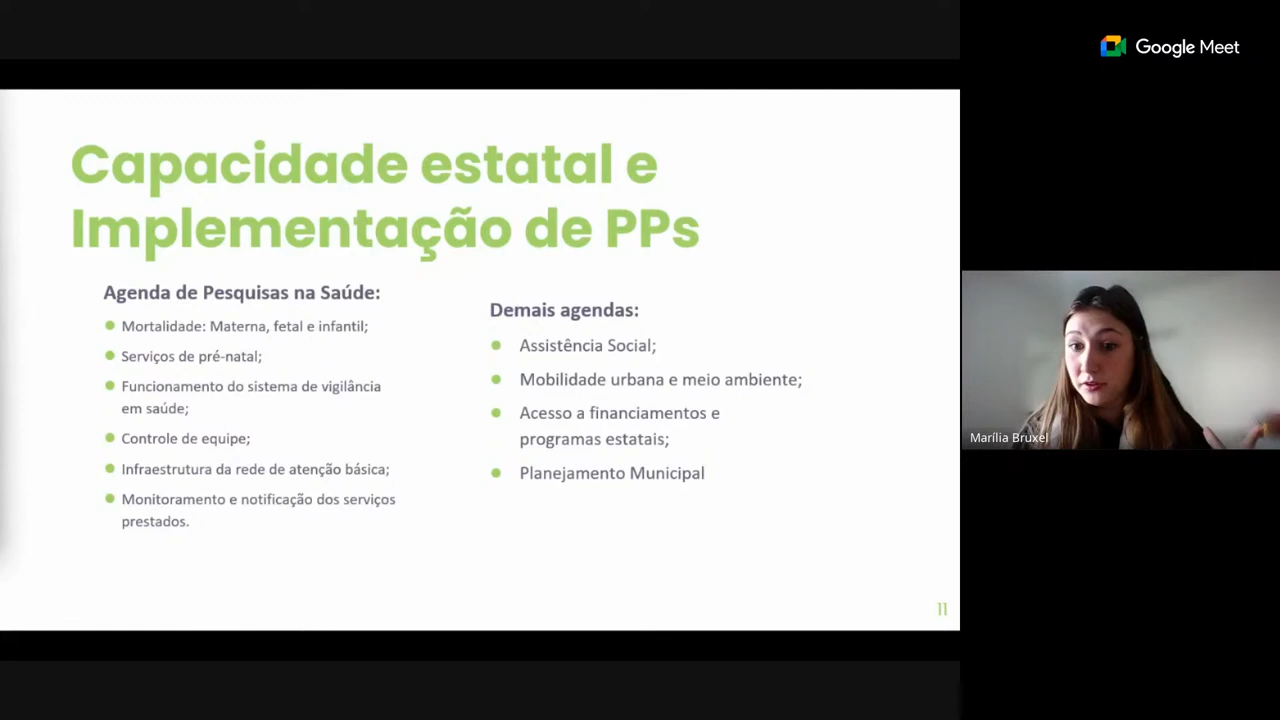 Google Meet
Capacidade estatal e
Implementação de PPs
Agenda de Pesquisas na Saúde:
Mortalidade: Materna, fetal e infantil;
Serviços de pré-natal;
Funcionamento do sistema de vigilância
em saúde;
Controle de equipe;
Infraestrutura da rede de atenção básica;
Monitoramento e notificação dos serviços
prestados.
Demais agendas:
Assistência Social;
Mobilidade urbana e meio ambiente;
Acesso a financiamentos e
programas estatais;
Planejamento Municipal
11
Marília Bruxel